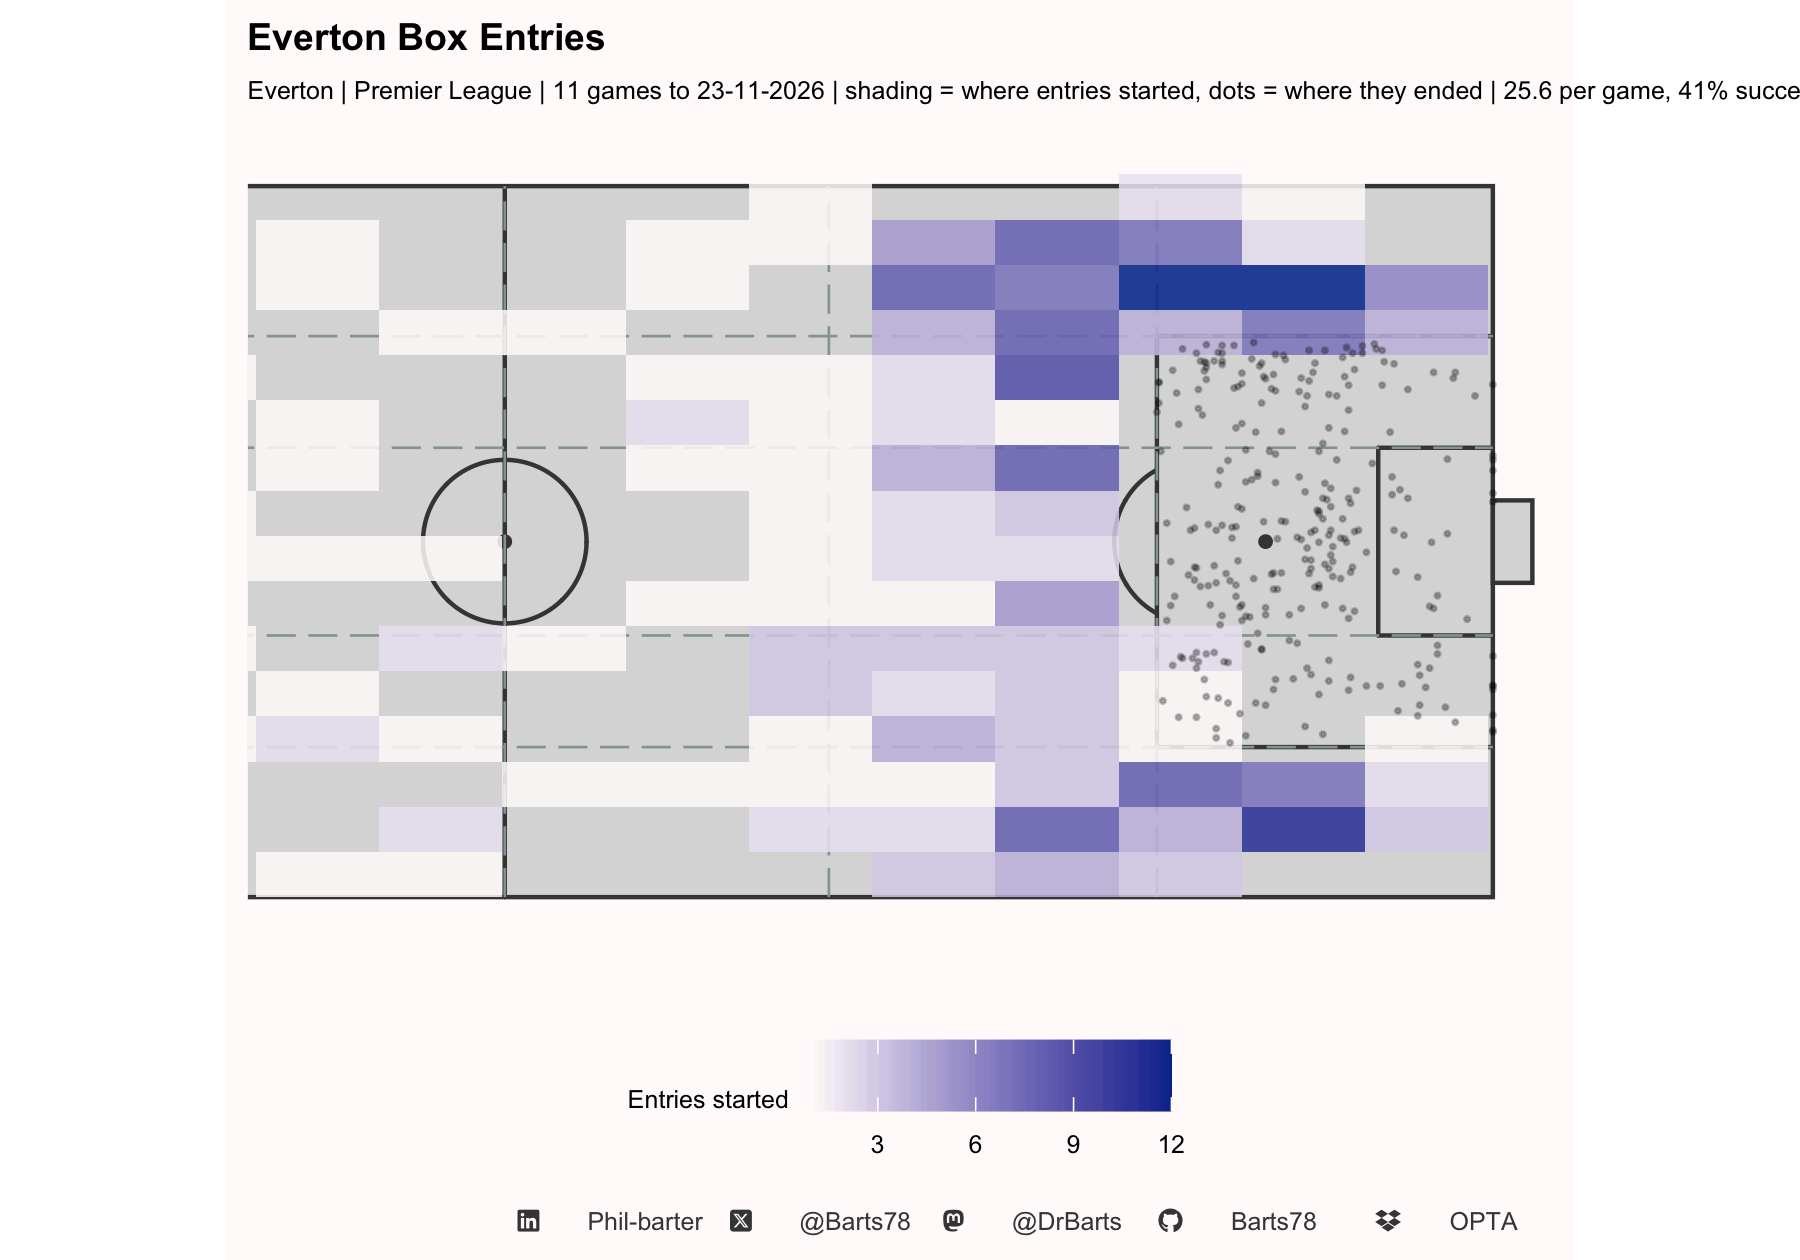 Everton Box Entries
Everton | Premier League | 11 games to 23-11-2026 | shading = where entries started, dots = where they ended | 25.6 per game, 41% succe
Entries started
3 6 9 12
Phil-barter @Barts78 @DrBarts Barts78 OPTA